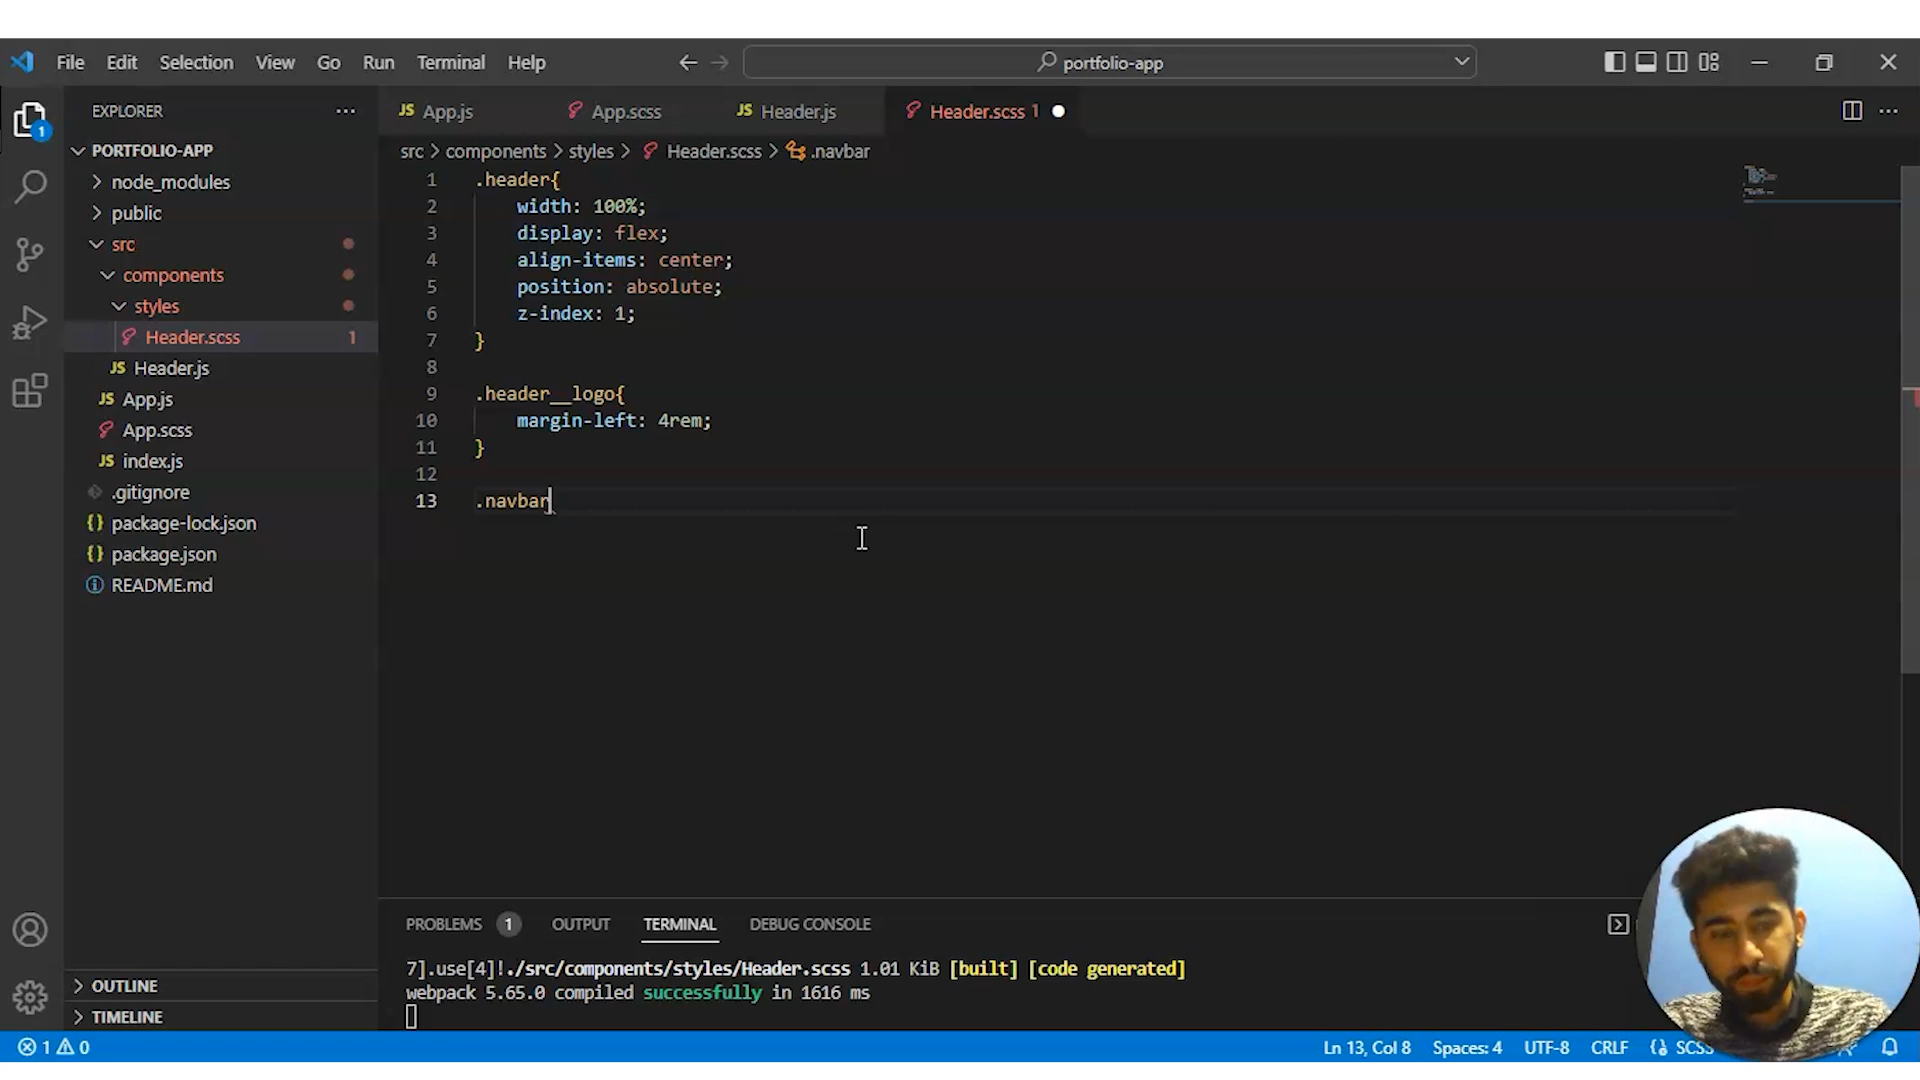 File Edit Selection View Go Run Terminal Help
portfolio-app
EXPLORER
PORTFOLIO-APP
node_modules
public
src
components
styles
Header.scss 1
Header.js
App.js
App.scss
index.js
.gitignore
package-lock.json
package.json
README.md
OUTLINE
TIMELINE
1
App.js App.scss Header.js Header.scss 1
src > components > styles > Header.scss > .navbar
1 .header{
2 width: 100%;
3 display: flex;
4 align-items: center;
5 position: absolute;
6 z-index: 1;
7 }
8
9 .header__logo{
10 margin-left: 4rem;
11 }
12
13 .navbar
PROBLEMS 1 OUTPUT TERMINAL DEBUG CONSOLE
7].use[4]!./src/components/styles/Header.scss 1.01 KiB [built] [code generated]
webpack 5.65.0 compiled successfully in 1616 ms
1 0 Ln 13, Col 8 Spaces: 4 UTF-8 CRLF SCSS